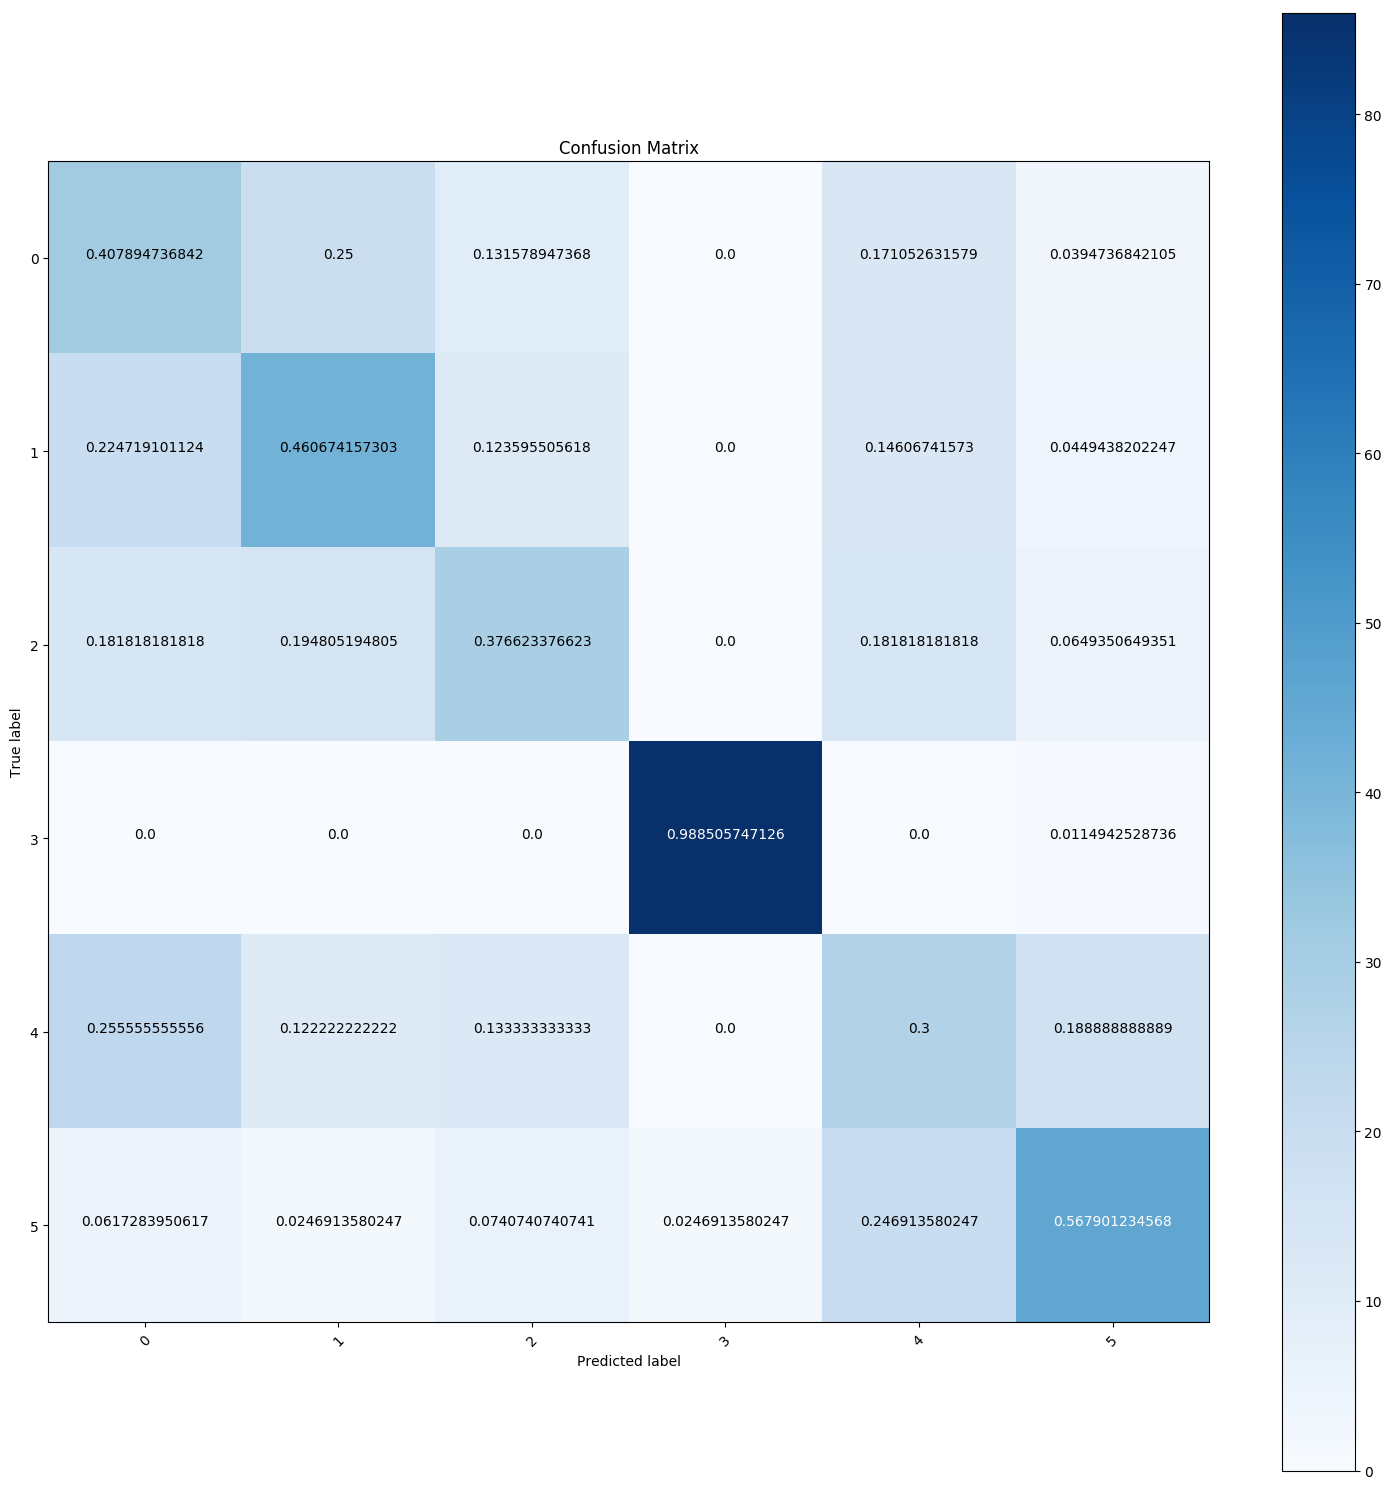 Confusion Matrix
0 0.407894736842 0.25 0.131578947368 0.0 0.171052631579 0.0394736842105
1 0.224719101124 0.460674157303 0.123595505618 0.0 0.14606741573 0.0449438202247
2 0.181818181818 0.194805194805 0.376623376623 0.0 0.181818181818 0.0649350649351
3 0.0 0.0 0.0 0.988505747126 0.0 0.0114942528736
4 0.255555555556 0.122222222222 0.133333333333 0.0 0.3 0.188888888889
5 0.0617283950617 0.0246913580247 0.0740740740741 0.0246913580247 0.246913580247 0.567901234568
0 1 2 3 4 5
Predicted label
True label
80
70
60
50
40
30
20
10
0